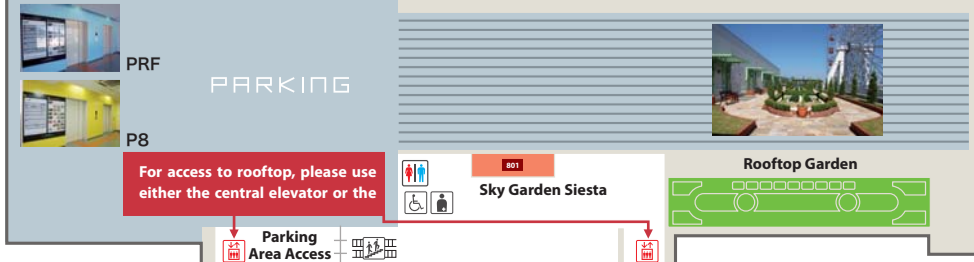 PRF
PARKING
P8
For access to rooftop, please use
either the central elevator or the
801
Sky Garden Siesta
Rooftop Garden
Parking
Area Access